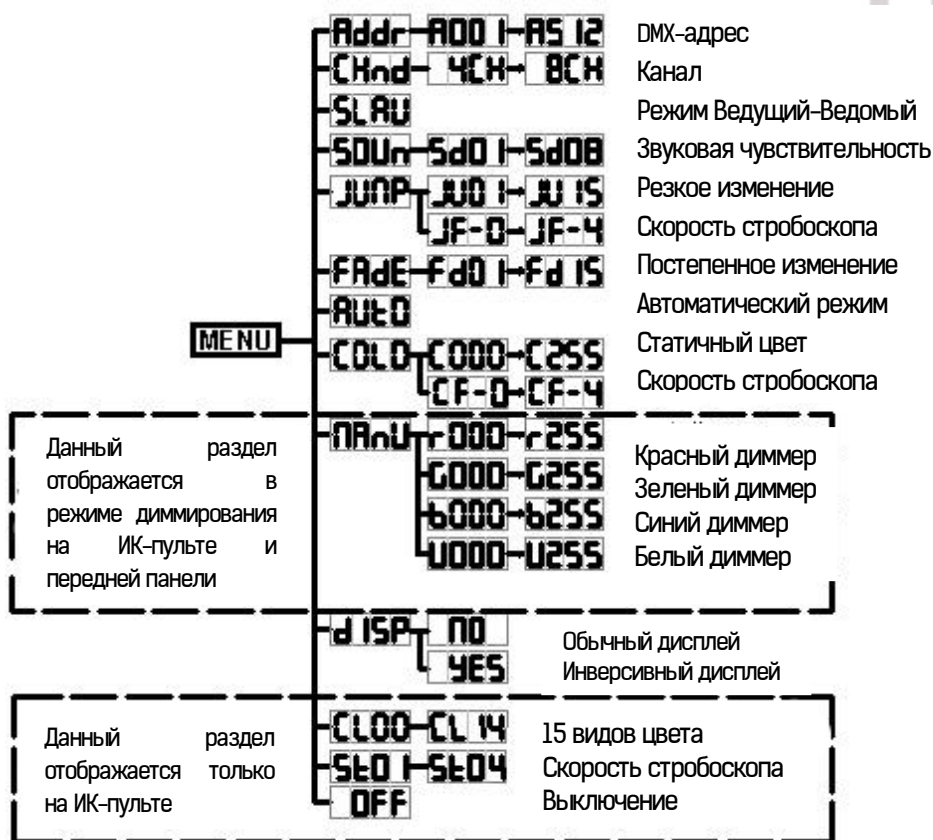 Addr A001 A512 DMX-адрес
CHnd 4CH 8CH Канал
SLAU Режим Ведущий-Ведомый
SOUn Sd01 Sd08 Звуковая чувствительность
JUMP JU01 JU15 Резкое изменение
JF-0 JF-4 Скорость стробоскопа
FAdE Fd01 Fd15 Постепенное изменение
AUtO Автоматический режим
MENU
COLO C000 C255 Статичный цвет
CF-0 CF-4 Скорость стробоскопа
Данный раздел
отображается в
режиме диммирования
на ИК-пульте и
передней панели
MAnU r000 r255 Красный диммер
G000 G255 Зеленый диммер
b000 b255 Синий диммер
U000 U255 Белый диммер
dISP NO Обычный дисплей
YES Инверсивный дисплей
Данный раздел
отображается только
на ИК-пульте
CL00 CL14 15 видов цвета
St01 St04 Скорость стробоскопа
OFF Выключение